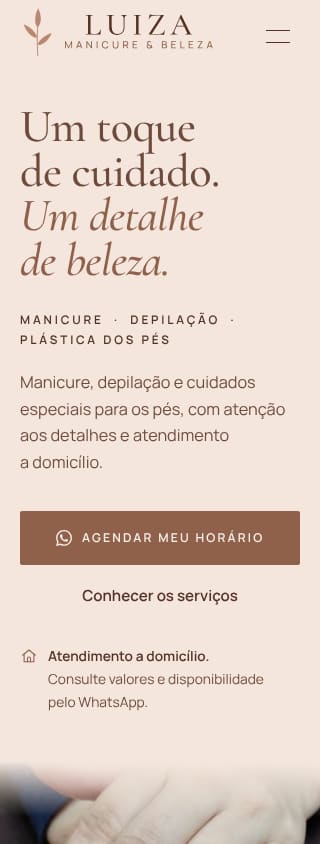 LUIZA
MANICURE & BELEZA
Um toque
de cuidado.
Um detalhe
de beleza.
MANICURE · DEPILAÇÃO ·
PLÁSTICA DOS PÉS
Manicure, depilação e cuidados
especiais para os pés, com atenção
aos detalhes e atendimento
a domicílio.
AGENDAR MEU HORÁRIO
Conhecer os serviços
Atendimento a domicílio.
Consulte valores e disponibilidade
pelo WhatsApp.